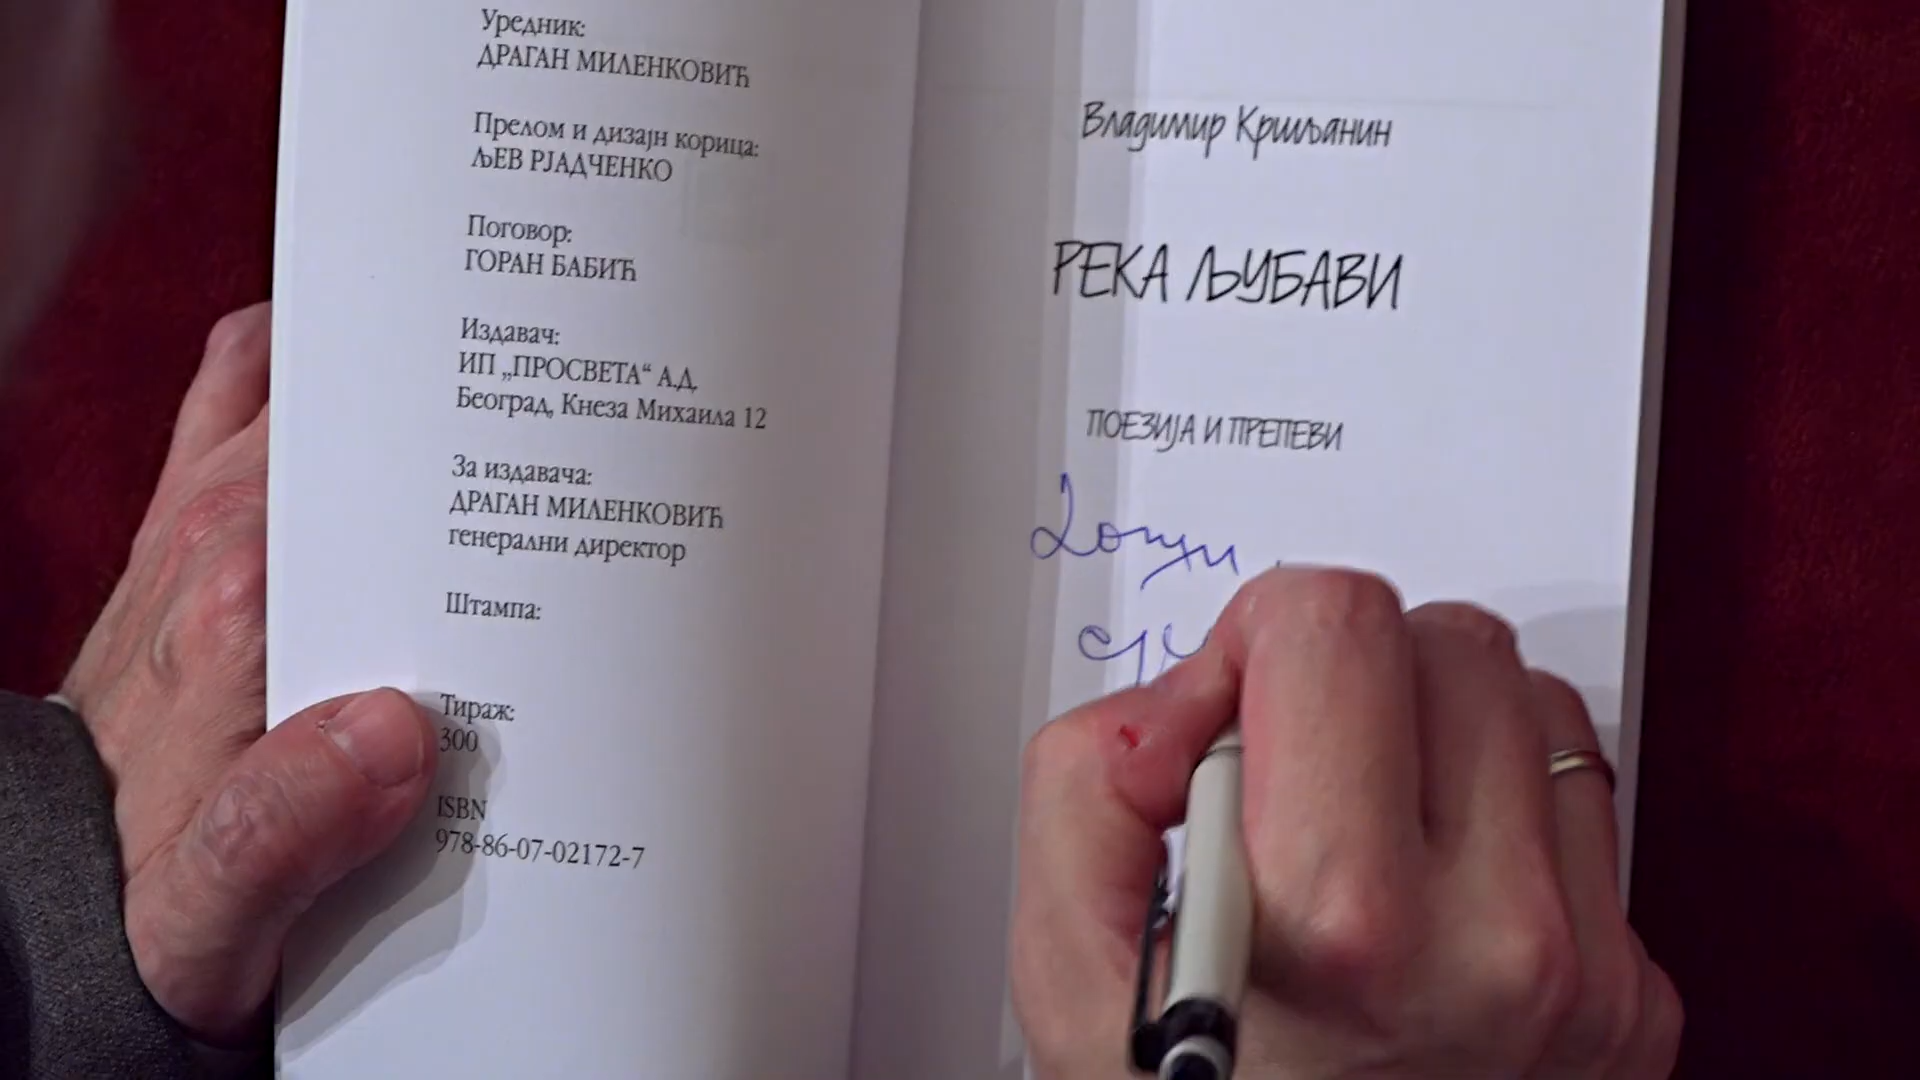 Уредник:
ДРАГАН МИЛЕНКОВИЋ
Прелом и дизајн корица:
ЉЕВ РЈАДЧЕНКО
Поговор:
ГОРАН БАБИЋ
Издавач:
ИП „ПРОСВЕТА“ А.Д.
Београд, Кнеза Михаила 12
За издавача:
ДРАГАН МИЛЕНКОВИЋ
генерални директор
Штампа:
Тираж:
300
ISBN
978-86-07-02172-7
Владимир Кршљанин
РЕКА ЉУБАВИ
ПОЕЗИЈА И ПРЕПЕВИ